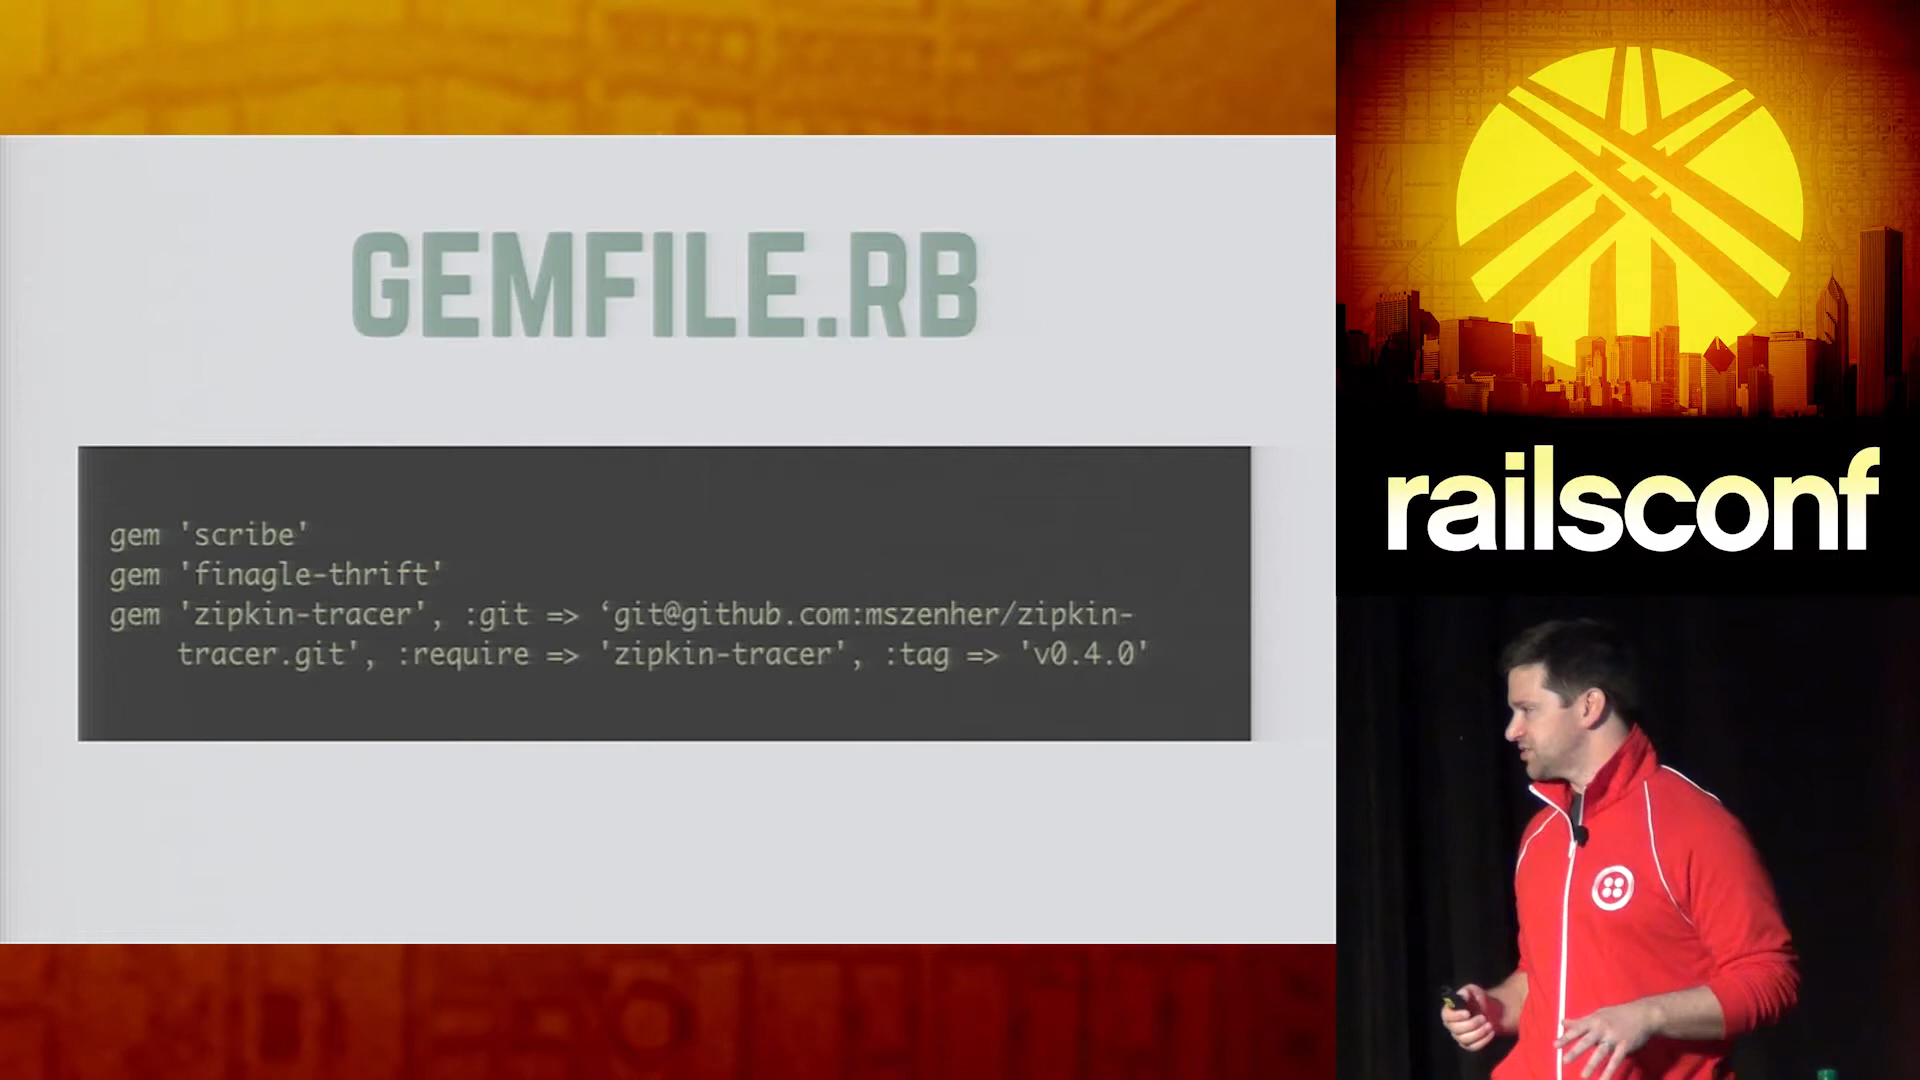 GEMFILE.RB
gem 'scribe'
gem 'finagle-thrift'
gem 'zipkin-tracer', :git => ‘git@github.com:mszenher/zipkin-
tracer.git', :require => 'zipkin-tracer', :tag => 'v0.4.0'
railsconf